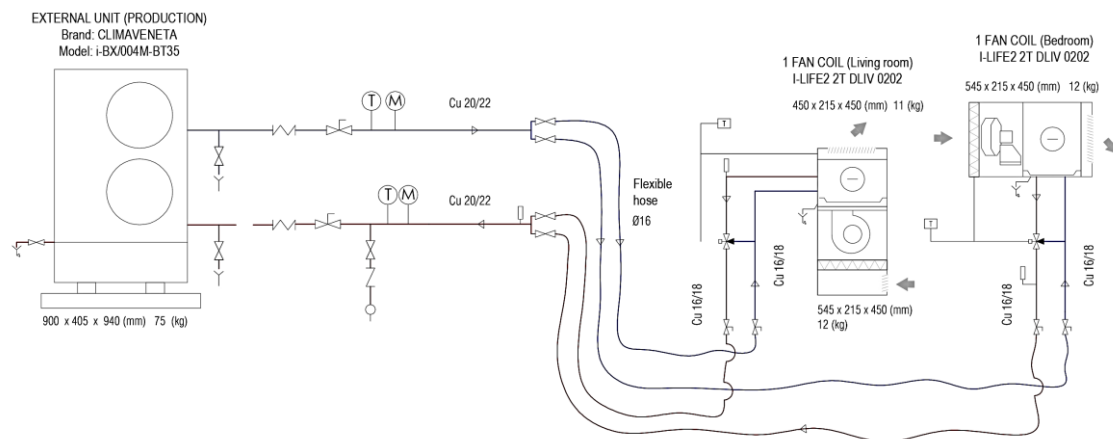 EXTERNAL UNIT (PRODUCTION)
Brand: CLIMAVENETA
Model: i-BX/004M-BT35
1 FAN COIL (Bedroom)
I-LIFE2 2T DLIV 0202
545 x 215 x 450 (mm) 12 (kg)
1 FAN COIL (Living room)
I-LIFE2 2T DLIV 0202
450 x 215 x 450 (mm) 11 (kg)
T M
Cu 20/22
T
T M
Cu 20/22
Flexible
hose
Ø16
T
Cu 16/18
Cu 16/18
Cu 16/18
Cu 16/18
545 x 215 x 450 (mm)
12 (kg)
900 x 405 x 940 (mm) 75 (kg)